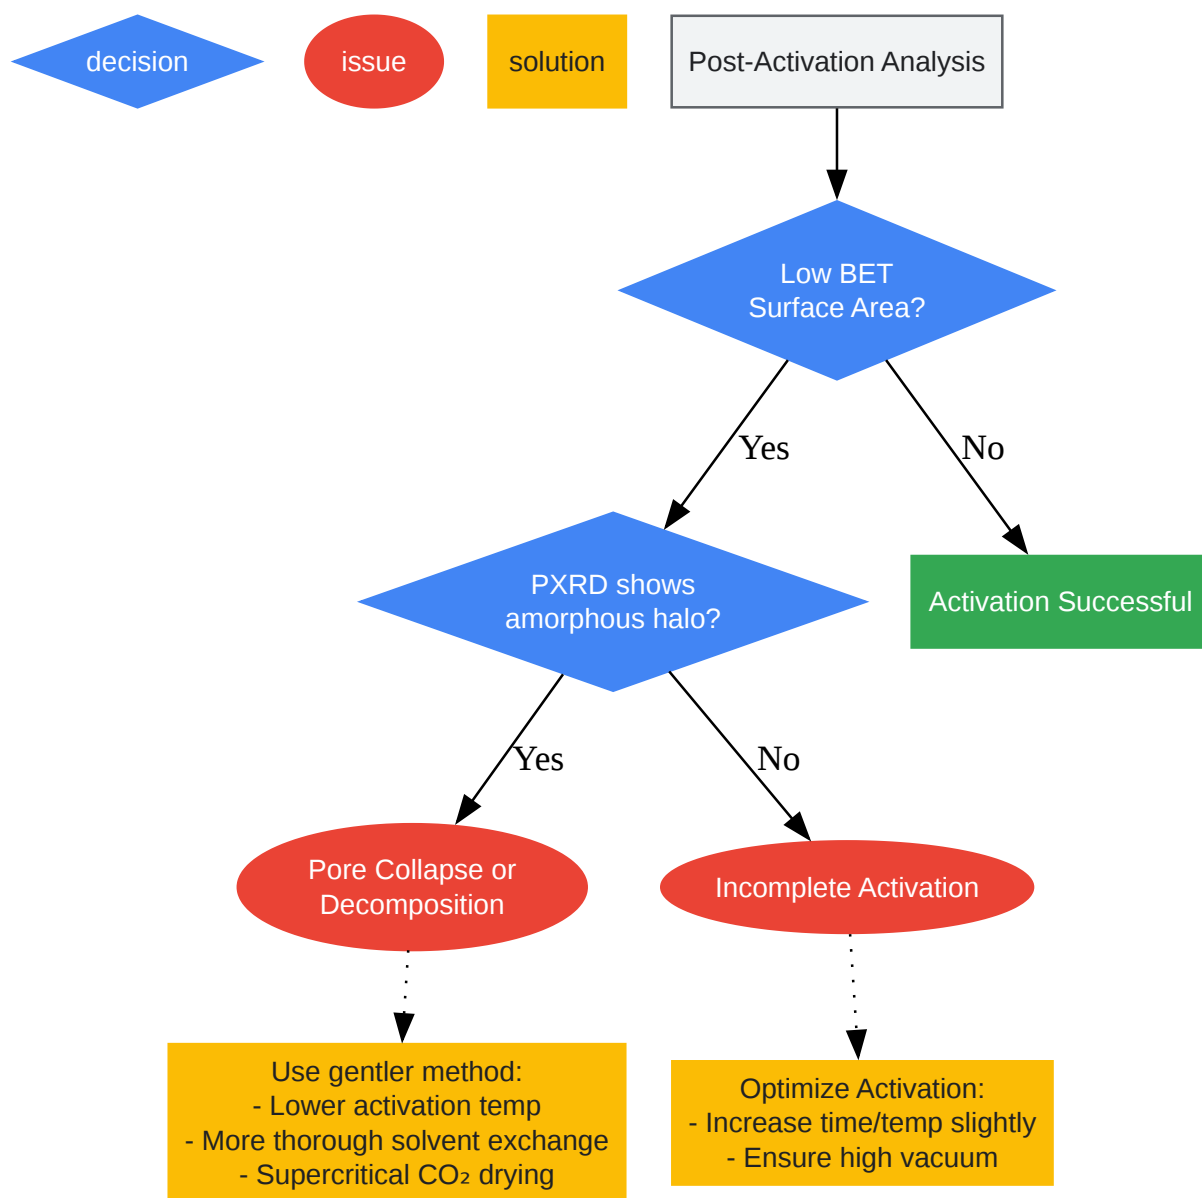 decision
issue
solution
Post-Activation Analysis
Low BET
Surface Area?
Yes
No
PXRD shows
amorphous halo?
Activation Successful
Yes
No
Pore Collapse or
Decomposition
Incomplete Activation
Use gentler method:
- Lower activation temp
- More thorough solvent exchange
- Supercritical CO₂ drying
Optimize Activation:
- Increase time/temp slightly
- Ensure high vacuum